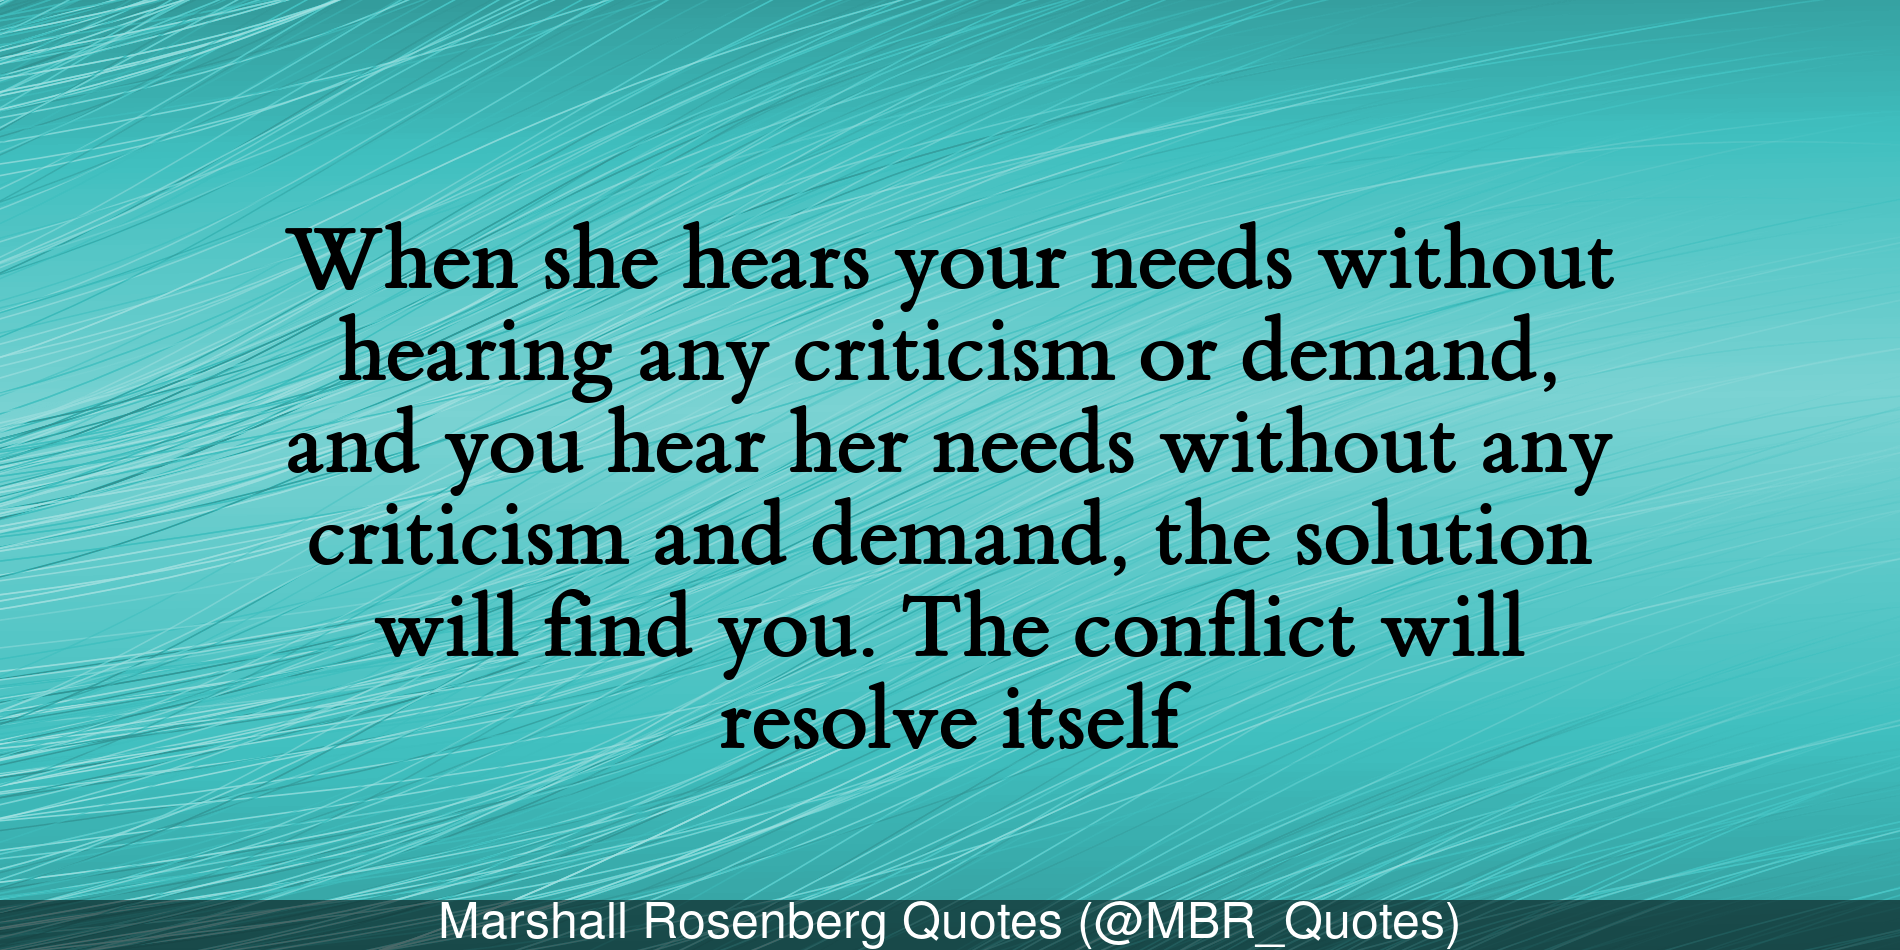 When she hears your needs without
hearing any criticism or demand,
and you hear her needs without any
criticism and demand, the solution
will find you. The conflict will
resolve itself
Marshall Rosenberg Quotes (@MBR_Quotes)